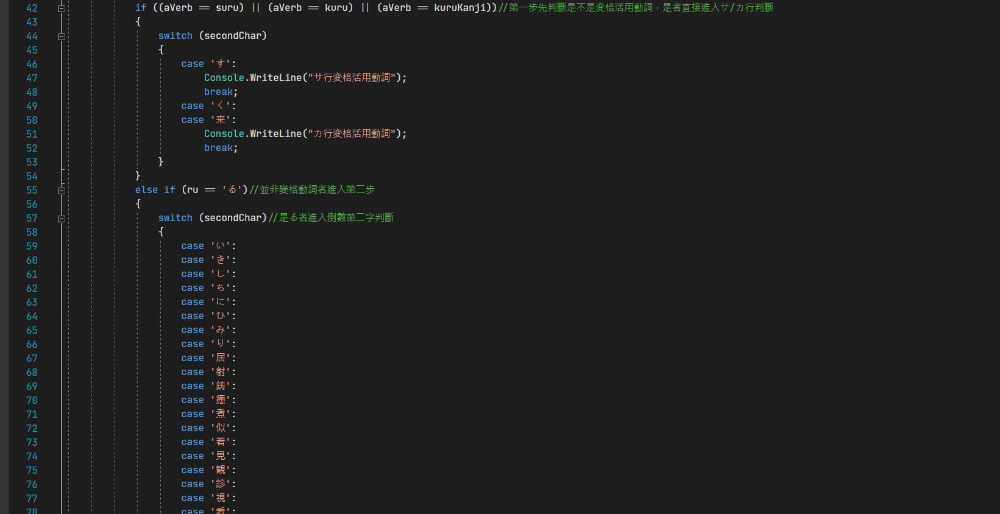 42 if ((aVerb == suru) || (aVerb == kuru) || (aVerb == kuruKanji))//第一步先判斷是不是変格活用動詞，是者直接進入サ/カ行判斷
43 {
44 switch (secondChar)
45 {
46 case 'す':
47 Console.WriteLine("サ行変格活用動詞");
48 break;
49 case 'く':
50 case '来':
51 Console.WriteLine("カ行変格活用動詞");
52 break;
53 }
54 }
55 else if (ru == 'る')//並非變格動詞者進入第二步
56 {
57 switch (secondChar)//是る者進入倒數第二字判斷
58 {
59 case 'い':
60 case 'き':
61 case 'し':
62 case 'ち':
63 case 'に':
64 case 'ひ':
65 case 'み':
66 case 'り':
67 case '居':
68 case '射':
69 case '鋳':
70 case '癒':
71 case '煮':
72 case '似':
73 case '着':
74 case '見':
75 case '観':
76 case '診':
77 case '視':
78 case '看':